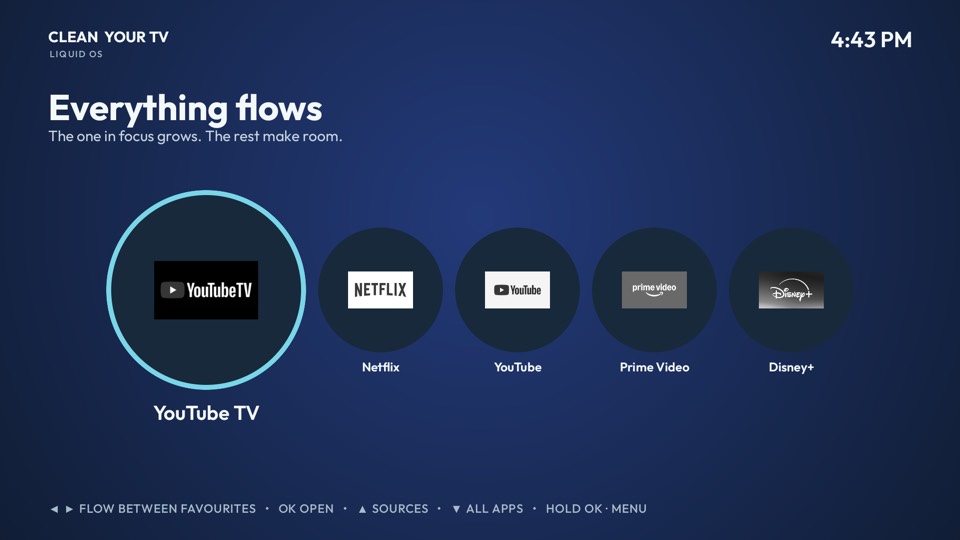 CLEAN YOUR TV
LIQUID OS
4:43 PM
Everything flows
The one in focus grows. The rest make room.
YouTubeTV
NETFLIX
YouTube
prime video
Disney+
YouTube TV
Netflix
YouTube
Prime Video
Disney+
◄ ► FLOW BETWEEN FAVOURITES • OK OPEN • ▲ SOURCES • ▼ ALL APPS • HOLD OK · MENU